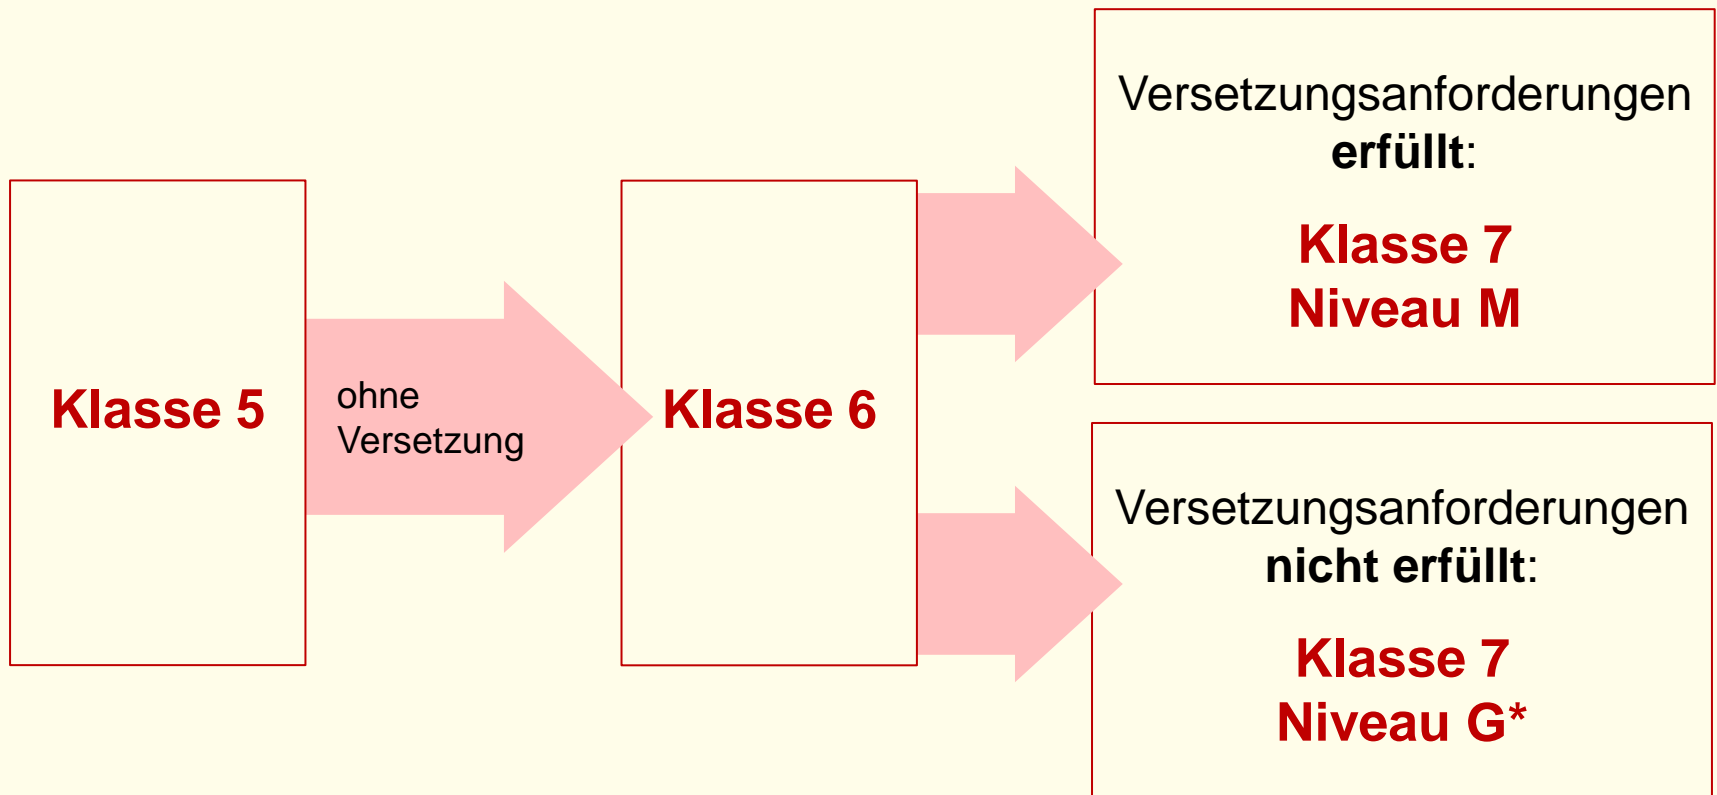 Klasse 5
ohne
Versetzung
Klasse 6
Versetzungsanforderungen
erfüllt:
Klasse 7
Niveau M
Versetzungsanforderungen
nicht erfüllt:
Klasse 7
Niveau G*